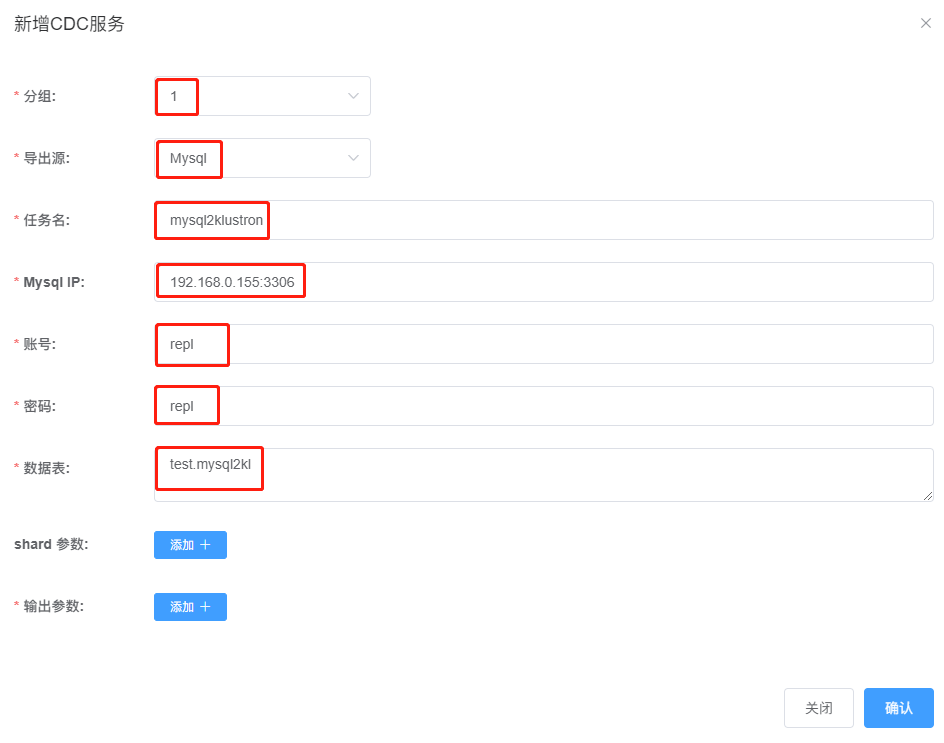 新增CDC服务
* 分组:
1
* 导出源:
Mysql
* 任务名:
mysql2klustron
* Mysql IP:
192.168.0.155:3306
* 账号:
repl
* 密码:
repl
* 数据表:
test.mysql2kl
shard 参数:
添加 +
* 输出参数:
添加 +
关闭
确认